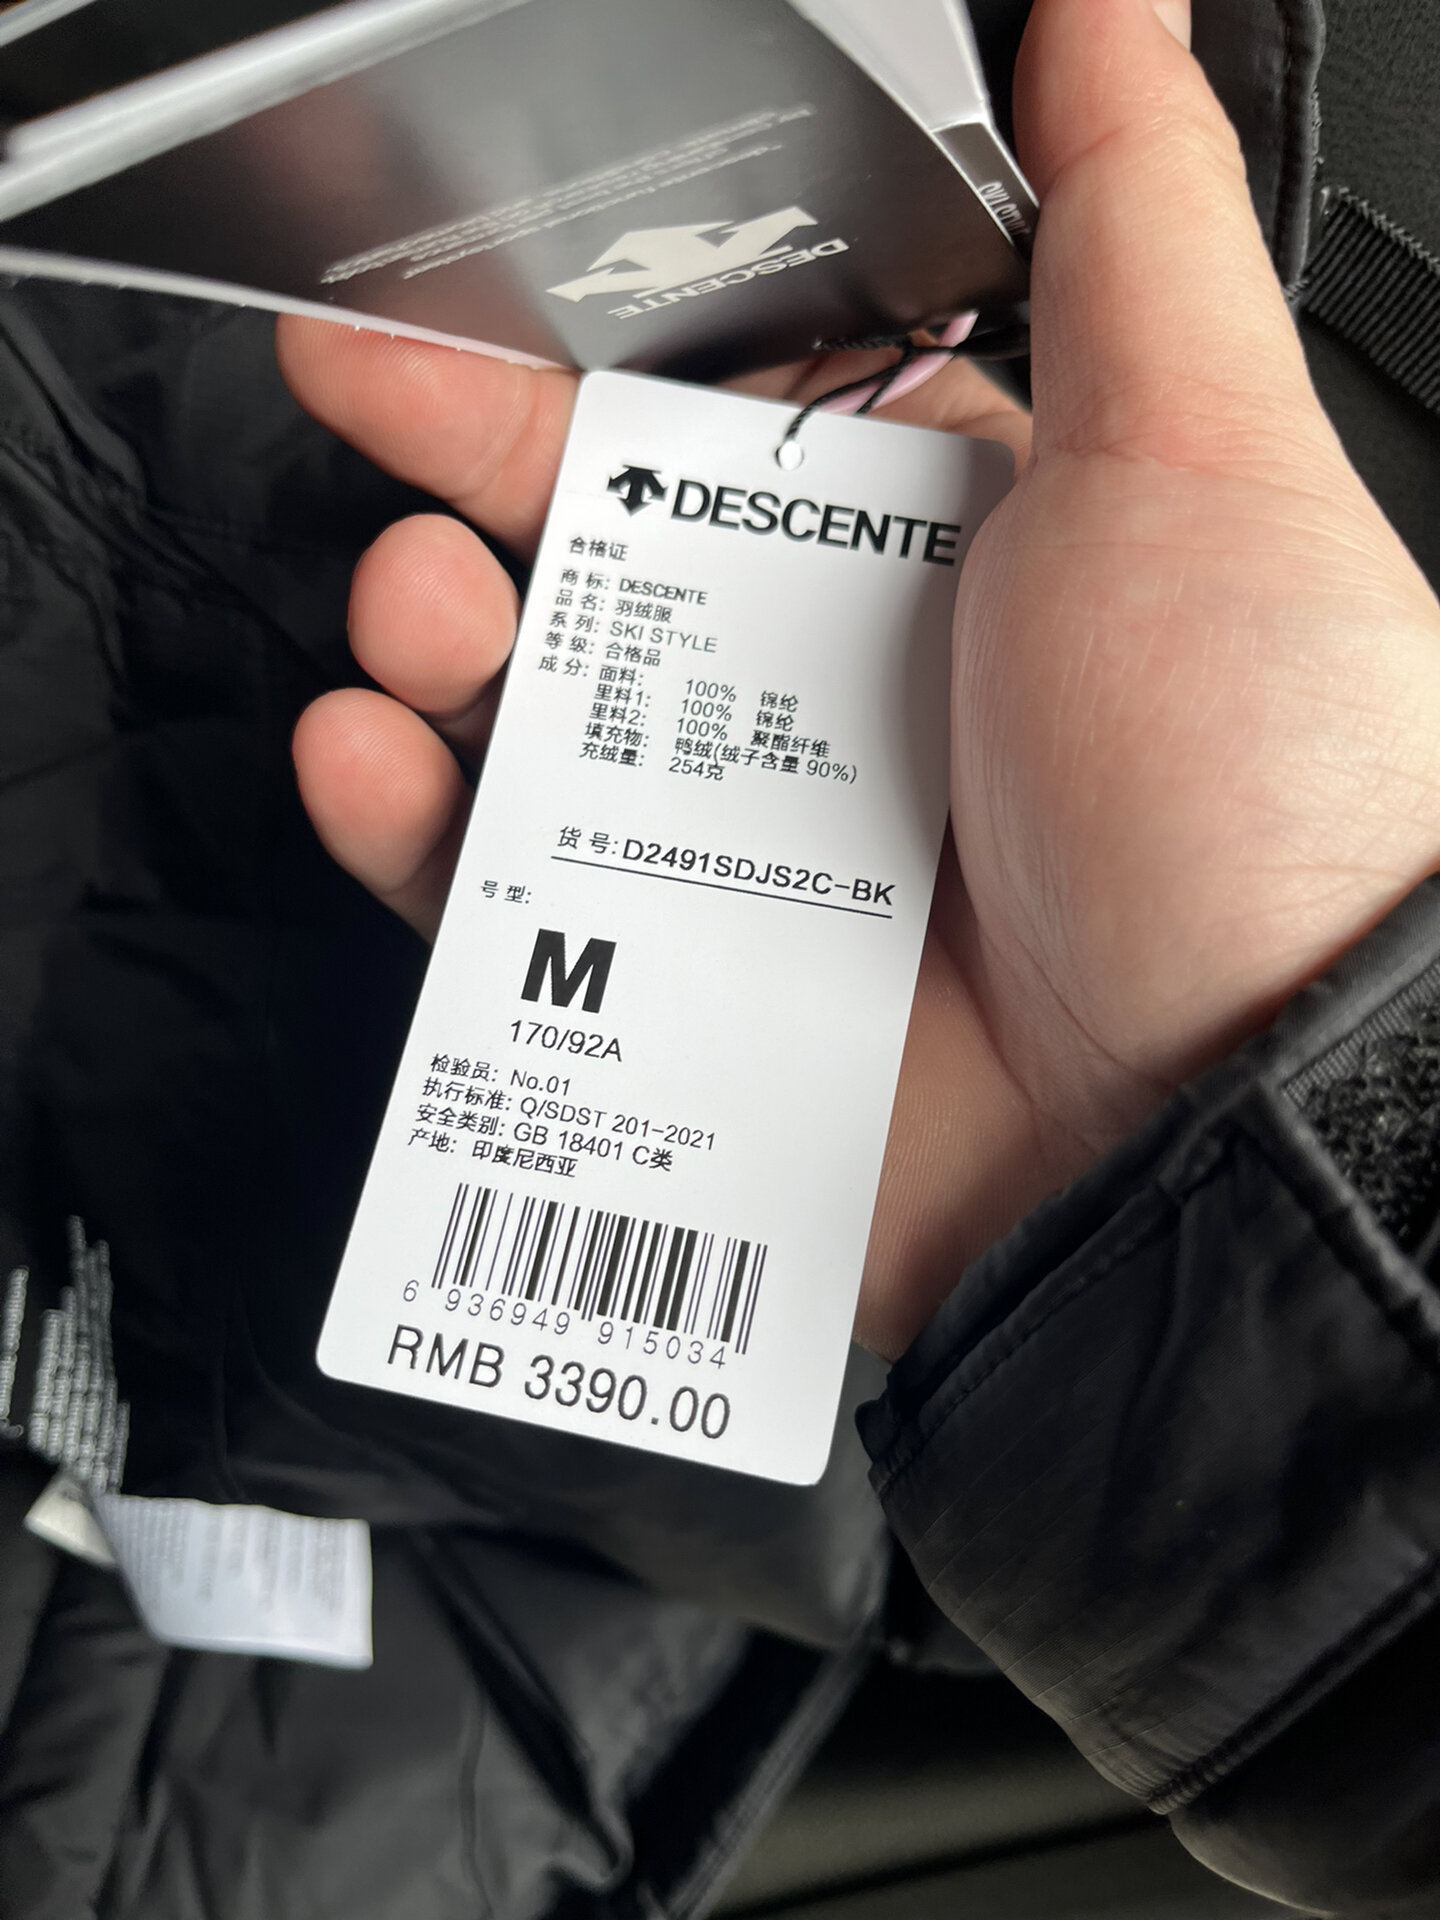 DESCENTE
SKI STYLE
DESCENTE
合格证
商 标: DESCENTE
品 名: 羽绒服
系 列: SKI STYLE
等 级: 合格品
成 分: 面料: 100% 锦纶
里料1: 100% 锦纶
里料2: 100% 聚酯纤维
填充物: 鸭绒(绒子含量 90%)
充绒量: 254克
货 号: D2491SDJS2C-BK
号 型:
M
170/92A
检验员: No.01
执行标准: Q/SDST 201-2021
安全类别: GB 18401 C类
产地: 印度尼西亚
6 936949 915034
RMB 3390.00